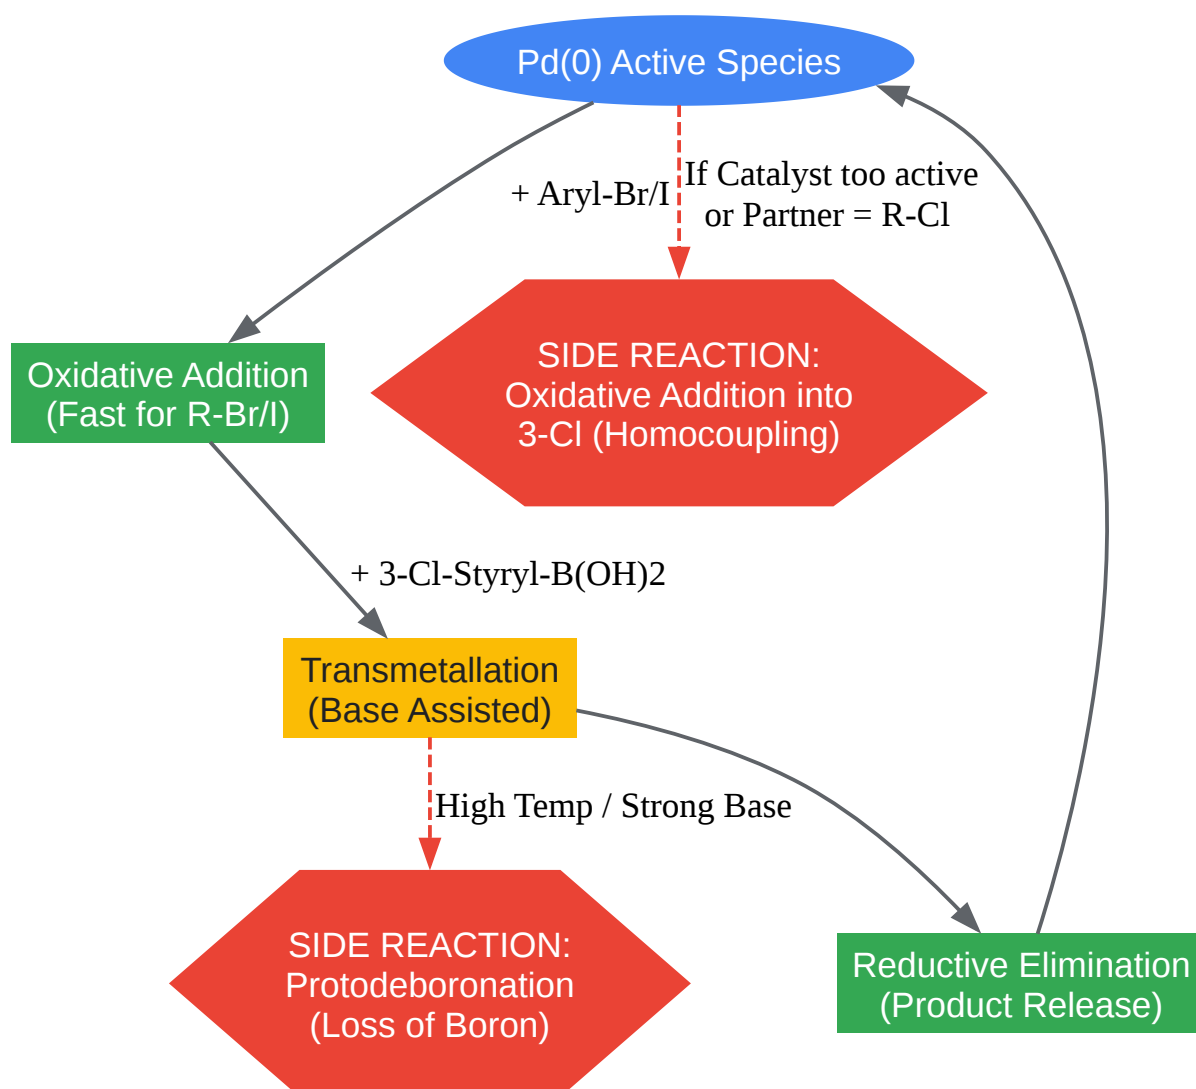 Pd(0) Active Species
+ Aryl-Br/I
If Catalyst too active
or Partner = R-Cl
SIDE REACTION:
Oxidative Addition into
3-Cl (Homocoupling)
Oxidative Addition
(Fast for R-Br/I)
+ 3-Cl-Styryl-B(OH)2
Transmetallation
(Base Assisted)
High Temp / Strong Base
SIDE REACTION:
Protodeboronation
(Loss of Boron)
Reductive Elimination
(Product Release)